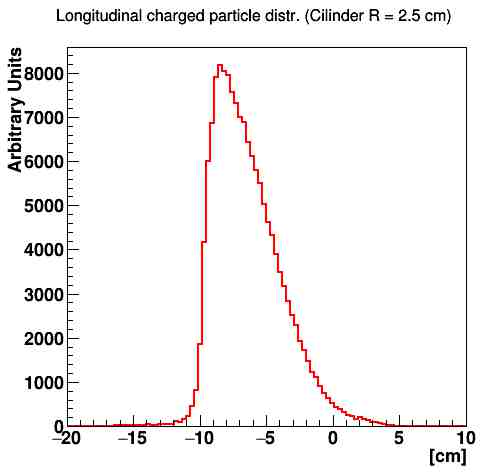 Longitudinal charged particle distr. (Cilinder R = 2.5 cm)
Arbitrary Units
8000
7000
6000
5000
4000
3000
2000
1000
0
−20 −15 −10 −5 0 5 10
[cm]